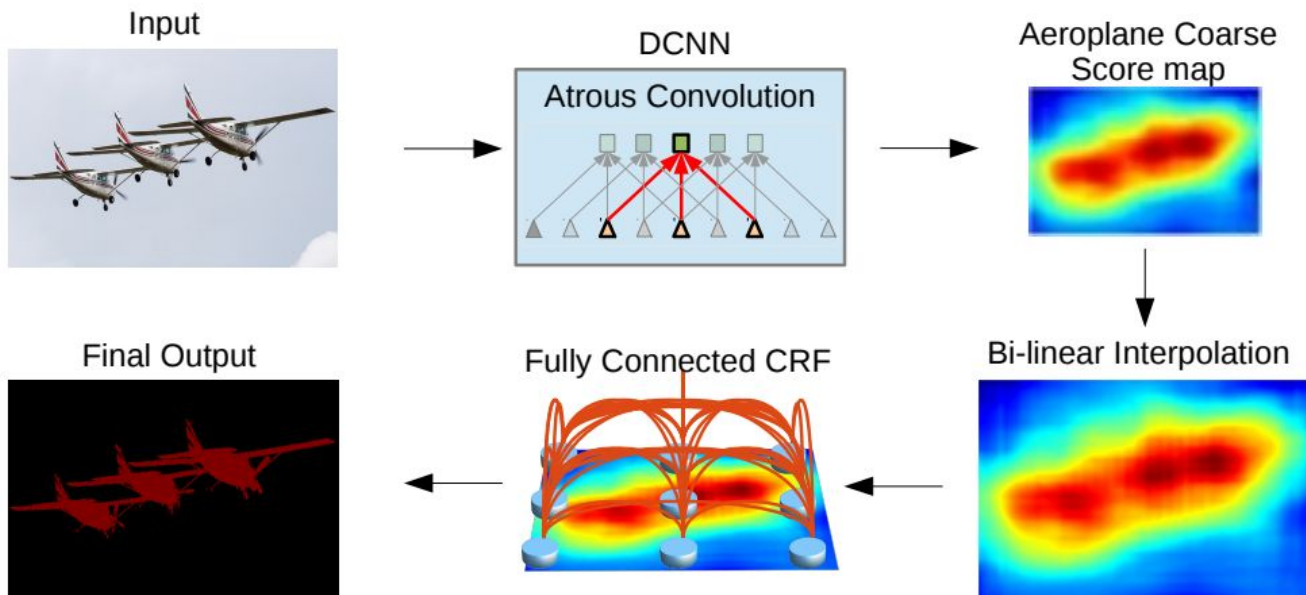 Input
DCNN
Atrous Convolution
Aeroplane Coarse
Score map
Bi-linear Interpolation
Fully Connected CRF
Final Output